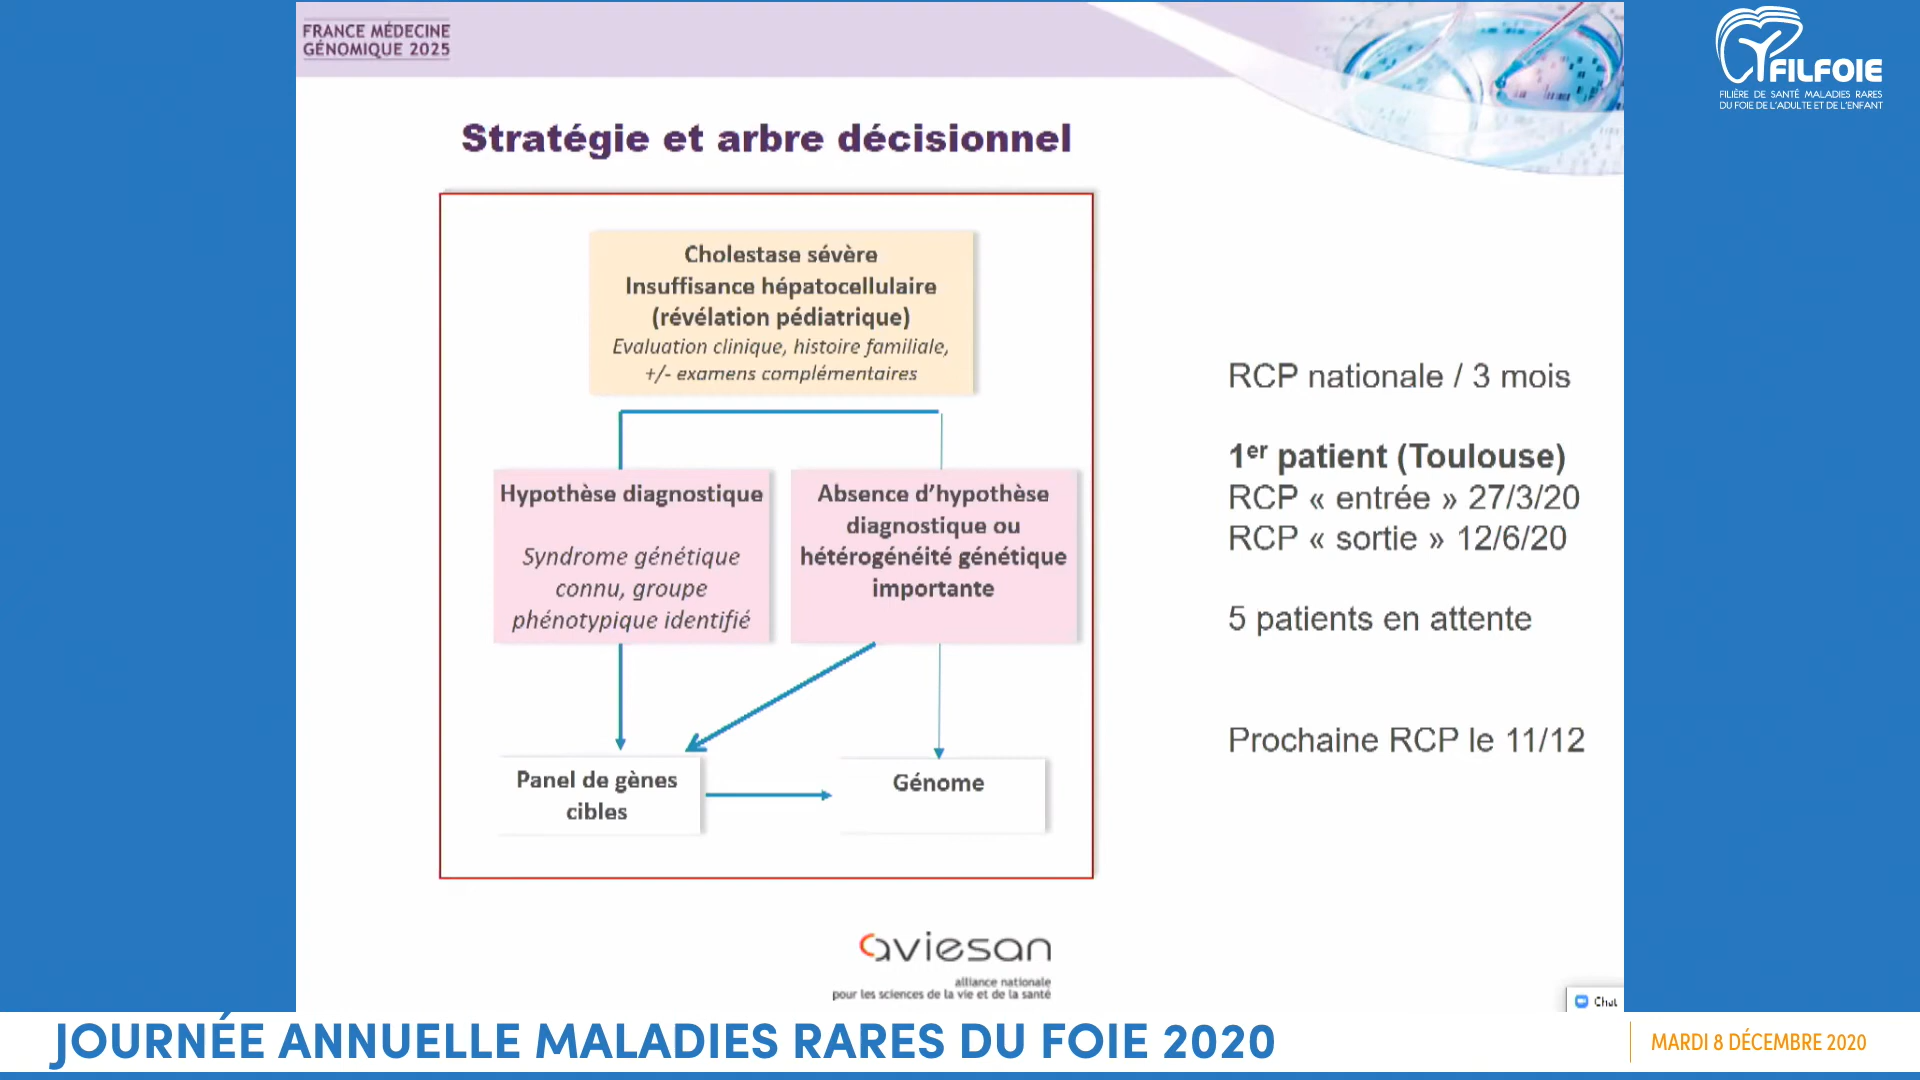 FRANCE MÉDECINE
GÉNOMIQUE 2025
FILFOIE
FILIÈRE DE SANTÉ MALADIES RARES
DU FOIE DE L'ADULTE ET DE L'ENFANT
Stratégie et arbre décisionnel
Cholestase sévère
Insuffisance hépatocellulaire
(révélation pédiatrique)
Evaluation clinique, histoire familiale,
+/- examens complémentaires
Hypothèse diagnostique
Syndrome génétique
connu, groupe
phénotypique identifié
Absence d’hypothèse
diagnostique ou
hétérogénéité génétique
importante
Panel de gènes
cibles
Génome
RCP nationale / 3 mois
1er patient (Toulouse)
RCP « entrée » 27/3/20
RCP « sortie » 12/6/20
5 patients en attente
Prochaine RCP le 11/12
aviesan
alliance nationale
pour les sciences de la vie et de la santé
Chat
JOURNÉE ANNUELLE MALADIES RARES DU FOIE 2020
MARDI 8 DÉCEMBRE 2020